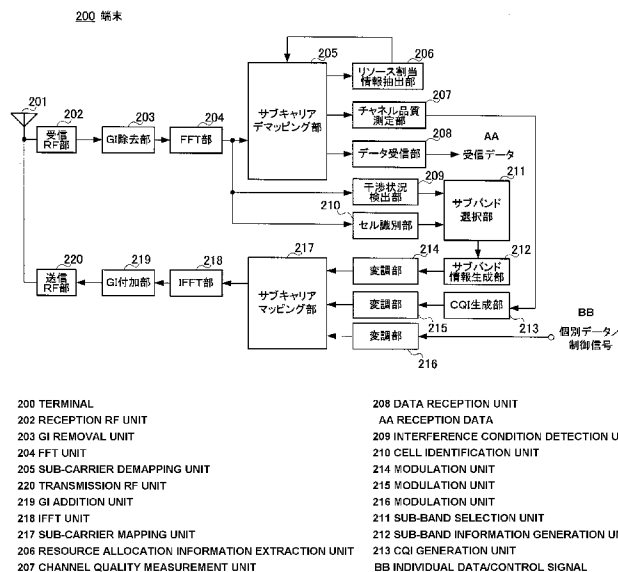 200 端末
201
202
受信
RF部
203
GI除去部
204
FFT部
205
サブキャリア
デマッピング部
206
リソース割当
情報抽出部
207
チャネル品質
測定部
208
データ受信部
AA
受信データ
209
干渉状況
検出部
210
セル識別部
211
サブバンド
選択部
212
サブバンド
情報生成部
213
CQI生成部
214
変調部
215
変調部
216
変調部
BB
個別データ/
制御信号
217
サブキャリア
マッピング部
218
IFFT部
219
GI付加部
220
送信
RF部
200 TERMINAL
202 RECEPTION RF UNIT
203 GI REMOVAL UNIT
204 FFT UNIT
205 SUB-CARRIER DEMAPPING UNIT
220 TRANSMISSION RF UNIT
219 GI ADDITION UNIT
218 IFFT UNIT
217 SUB-CARRIER MAPPING UNIT
206 RESOURCE ALLOCATION INFORMATION EXTRACTION UNIT
207 CHANNEL QUALITY MEASUREMENT UNIT
208 DATA RECEPTION UNIT
AA RECEPTION DATA
209 INTERFERENCE CONDITION DETECTION U
210 CELL IDENTIFICATION UNIT
214 MODULATION UNIT
215 MODULATION UNIT
216 MODULATION UNIT
211 SUB-BAND SELECTION UNIT
212 SUB-BAND INFORMATION GENERATION U
213 CQI GENERATION UNIT
BB INDIVIDUAL DATA/CONTROL SIGNAL